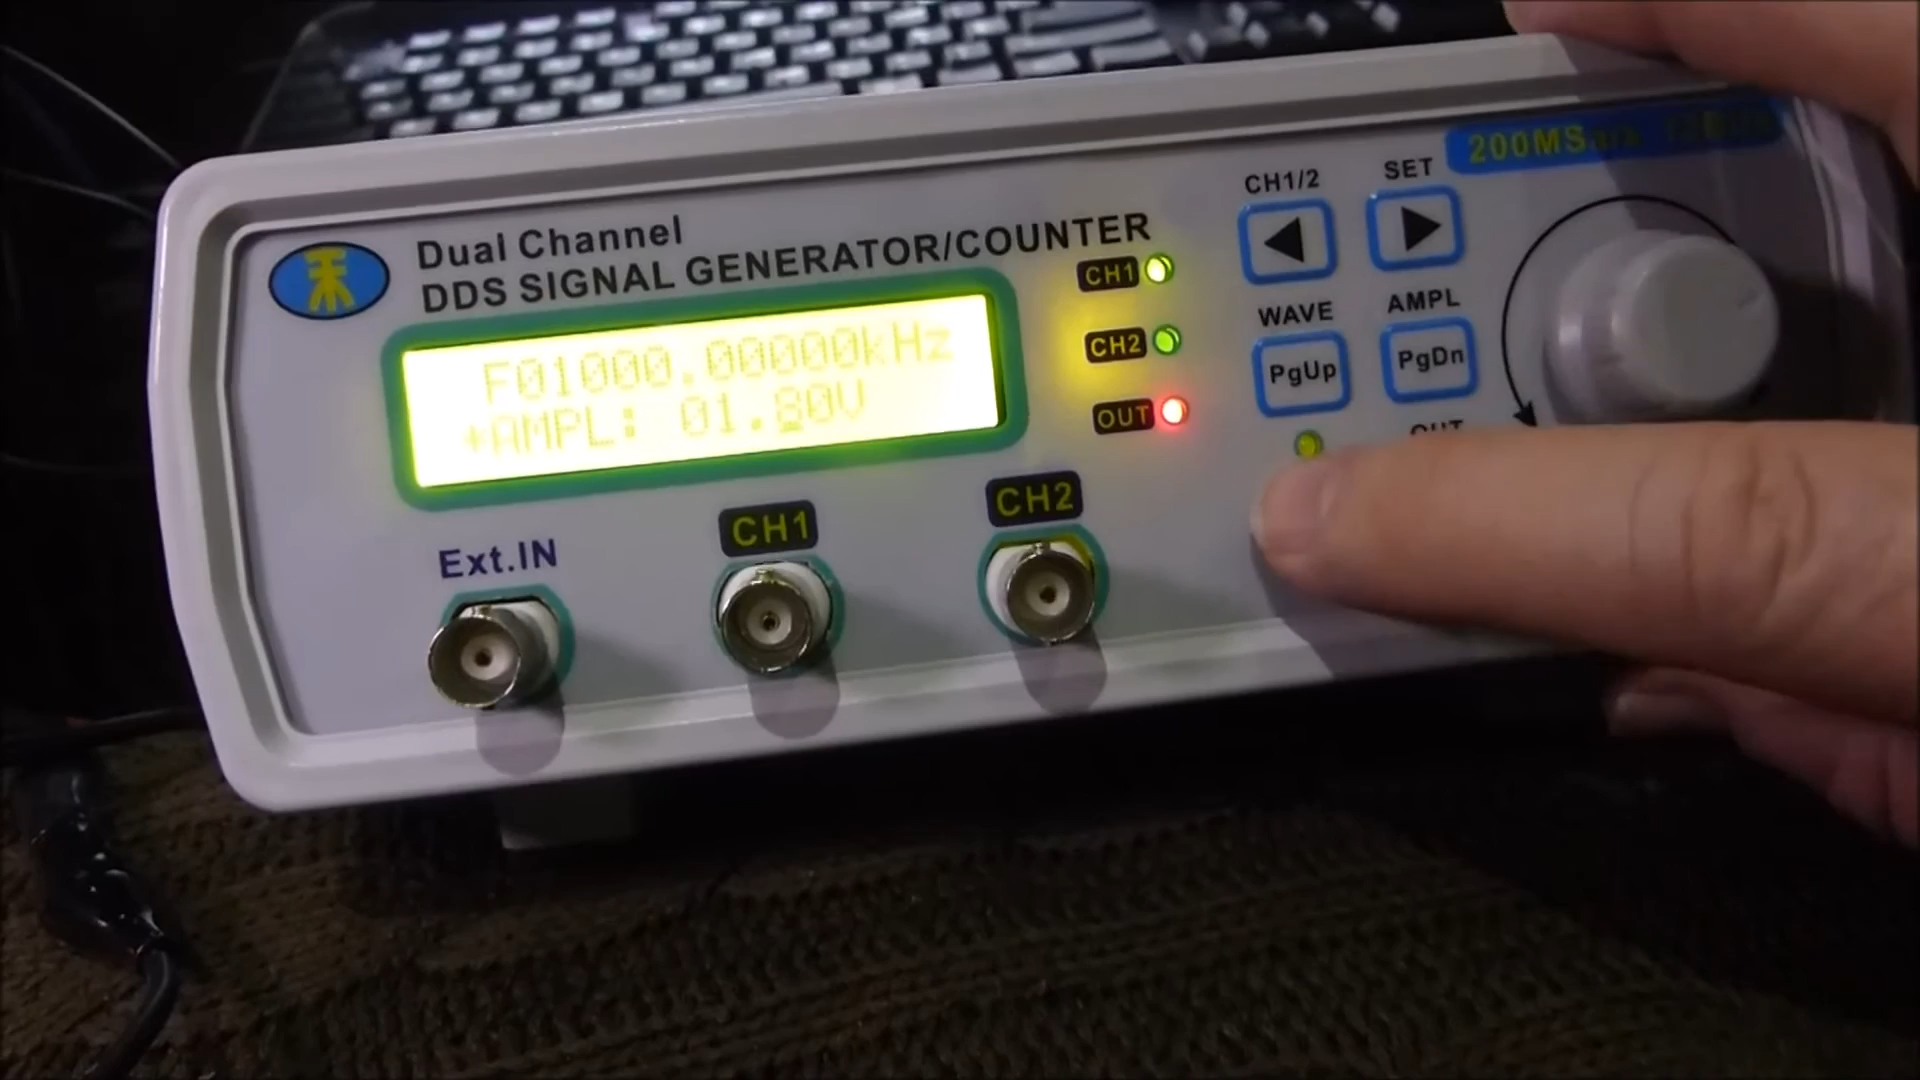 Dual Channel
DDS SIGNAL GENERATOR/COUNTER
F01000.00000kHz
*AMPL: 01.80V
CH1
CH2
OUT
CH1/2
SET
WAVE
AMPL
PgUp
PgDn
OUT
200MSa/s
Ext.IN
CH1
CH2